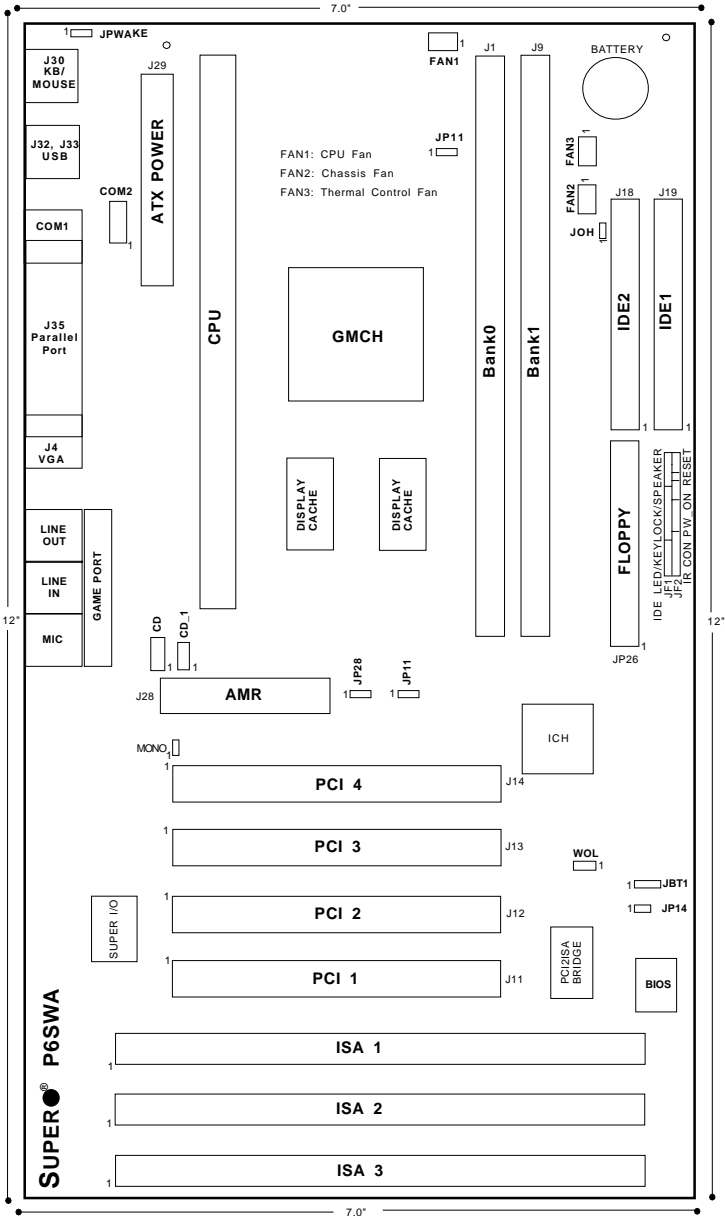 7.0"
1 JPWAKE
J30
KB/
MOUSE
J29
FAN1
1
J1
J9
BATTERY
J32, J33
USB
ATX POWER
JP11
1
FAN1: CPU Fan
FAN2: Chassis Fan
FAN3: Thermal Control Fan
FAN3
1
FAN2
1
J18
J19
COM2
1
COM1
JOH
1
J35
Parallel
Port
CPU
GMCH
Bank0
Bank1
IDE2
IDE1
1
1
J4
VGA
DISPLAY
CACHE
DISPLAY
CACHE
FLOPPY
1
JP26
IDE LED/KEYLOCK/SPEAKER
JF1
JF2
IR CON PW_ON RESET
LINE
OUT
LINE
IN
MIC
GAME PORT
12"
12"
CD
1
CD_1
1
J28
AMR
JP28
1
JP11
1
ICH
MONO
1
1
PCI 4
J14
1
PCI 3
J13
WOL
1
1 JBT1
1 JP14
SUPER I/O
1
PCI 2
J12
1
PCI 1
J11
PCI2ISA
BRIDGE
BIOS
SUPER® P6SWA
ISA 1
1
ISA 2
1
ISA 3
1
7.0"